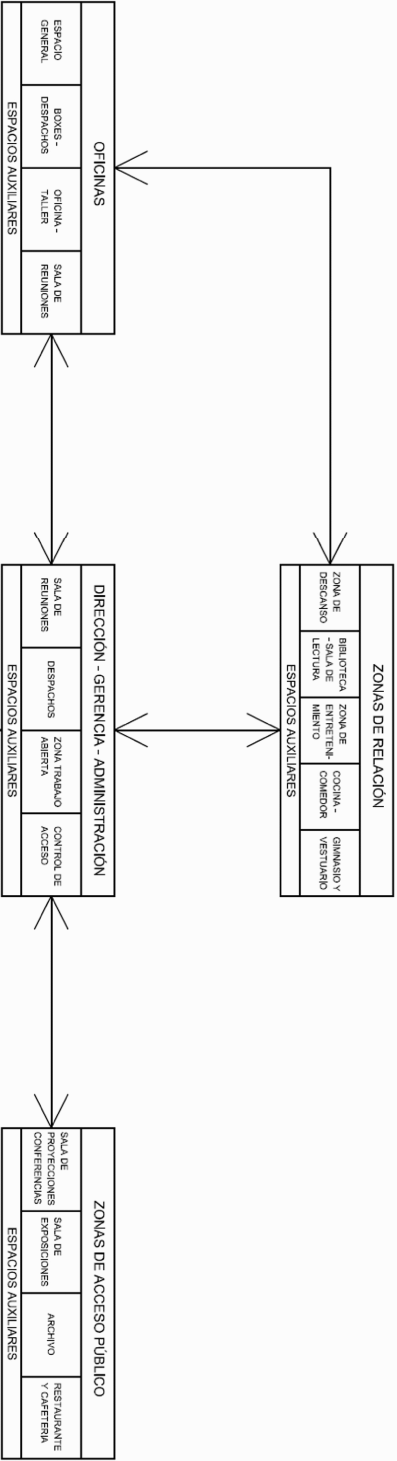 ZONAS DE RELACIÓN
ZONA DE
DESCANSO
BIBLIOTECA
- SALA DE
LECTURA
ZONA DE
ENTRETENI-
MIENTO
COCINA -
COMEDOR
GIMNASIO Y
VESTUARIO
ESPACIOS AUXILIARES
OFICINAS
ESPACIO
GENERAL
BOXES -
DESPACHOS
OFICINA -
TALLER
SALA DE
REUNIONES
ESPACIOS AUXILIARES
DIRECCIÓN - GERENCIA - ADMINISTRACIÓN
SALA DE
REUNIONES
DESPACHOS
ZONA TRABAJO
ABIERTA
CONTROL DE
ACCESO
ESPACIOS AUXILIARES
ZONAS DE ACCESO PÚBLICO
SALA DE
PROYECCIONES
CONFERENCIAS
SALA DE
EXPOSICIONES
ARCHIVO
RESTAURANTE
Y CAFETERIA
ESPACIOS AUXILIARES